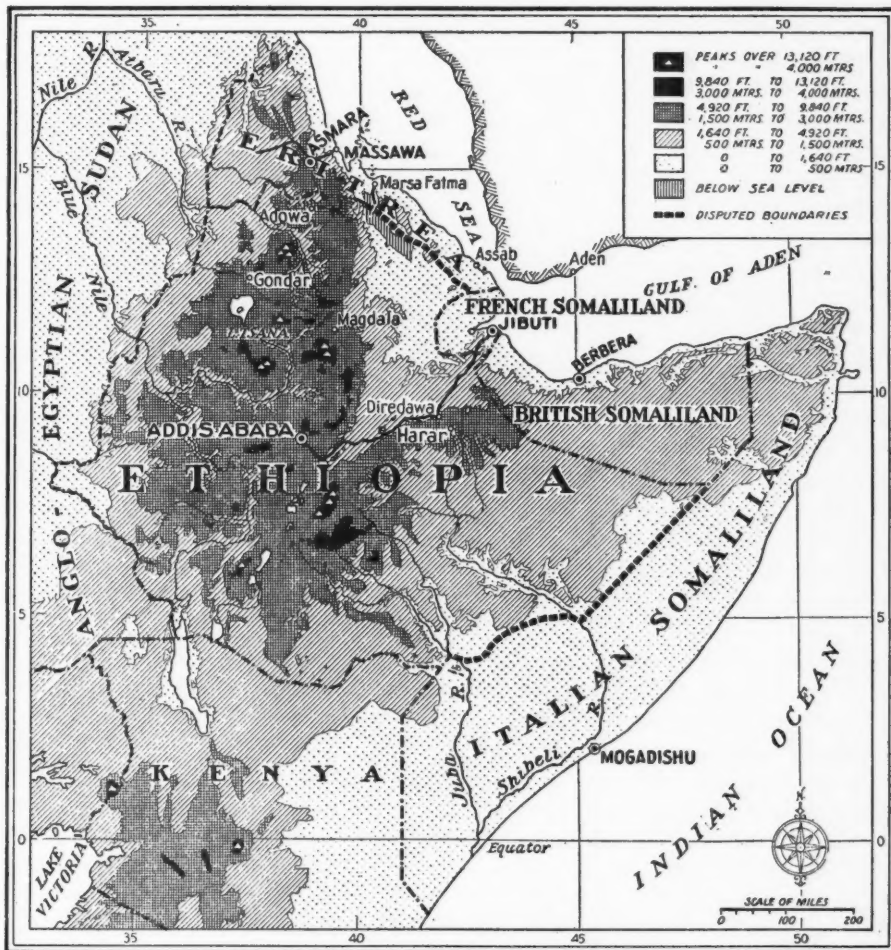 35
40
45
50
PEAKS OVER 13,120 FT
" " 4,000 MTRS
9,840 FT. TO 13,120 FT
3,000 MTRS. TO 4,000 MTRS
4,920 FT. TO 9,840 FT.
1,500 MTRS TO 3,000 MTRS.
1,640 FT. TO 4,920 FT.
500 MTRS TO 1,500 MTRS.
0 TO 1,640 FT
0 TO 500 MTRS
BELOW SEA LEVEL
DISPUTED BOUNDARIES
Nile R
Atbara R
SUDAN
Blue Nile
ERITREA
ASMARA
MASSAWA
RED SEA
15
Marsa Fatma
Adowa
Assab
Aden
Gondar
GULF OF ADEN
FRENCH SOMALILAND
JIBUTI
L. TSANA
Magdala
BERBERA
10
ANGLO-EGYPTIAN
Diredawa
BRITISH SOMALILAND
ADDIS ABABA
Harar
ETHIOPIA
5
ITALIAN SOMALILAND
Juba R.
Shibeli R
MOGADISHU
INDIAN OCEAN
KENYA
N
0
0
LAKE VICTORIA
Equator
SCALE OF MILES
0 100 200
35
40
45
50